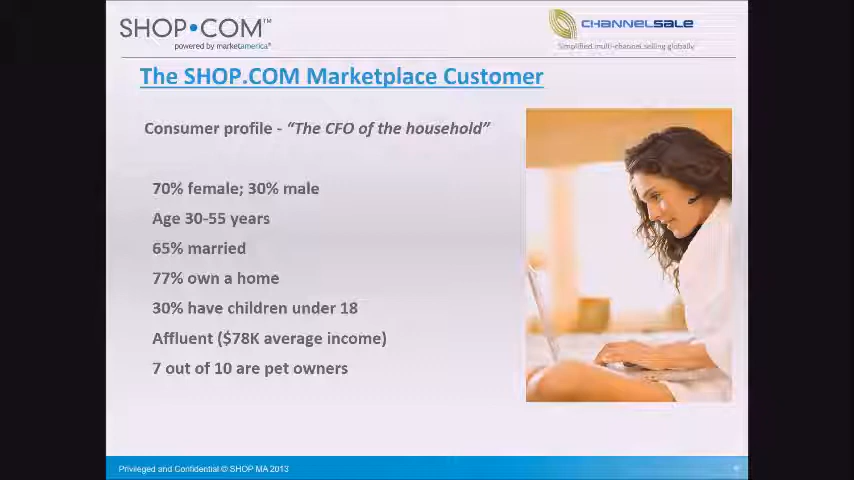 SHOP•COM™
powered by marketamerica®
CHANNELSALE
Simplified multi-channel selling globally
The SHOP.COM Marketplace Customer
Consumer profile - “The CFO of the household”
70% female; 30% male
Age 30-55 years
65% married
77% own a home
30% have children under 18
Affluent ($78K average income)
7 out of 10 are pet owners
Privileged and Confidential © SHOP MA 2013